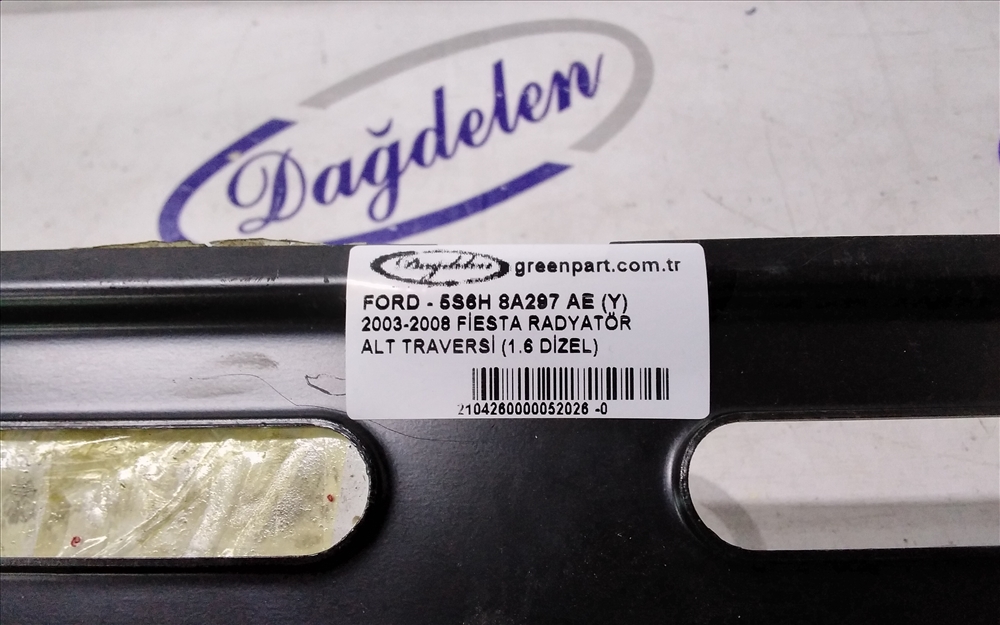 Dağdelen
Dağdelen greenpart.com.tr
FORD - 5S6H 8A297 AE (Y)
2003-2008 FİESTA RADYATÖR
ALT TRAVERSİ (1.6 DİZEL)
2104260000052026 -0